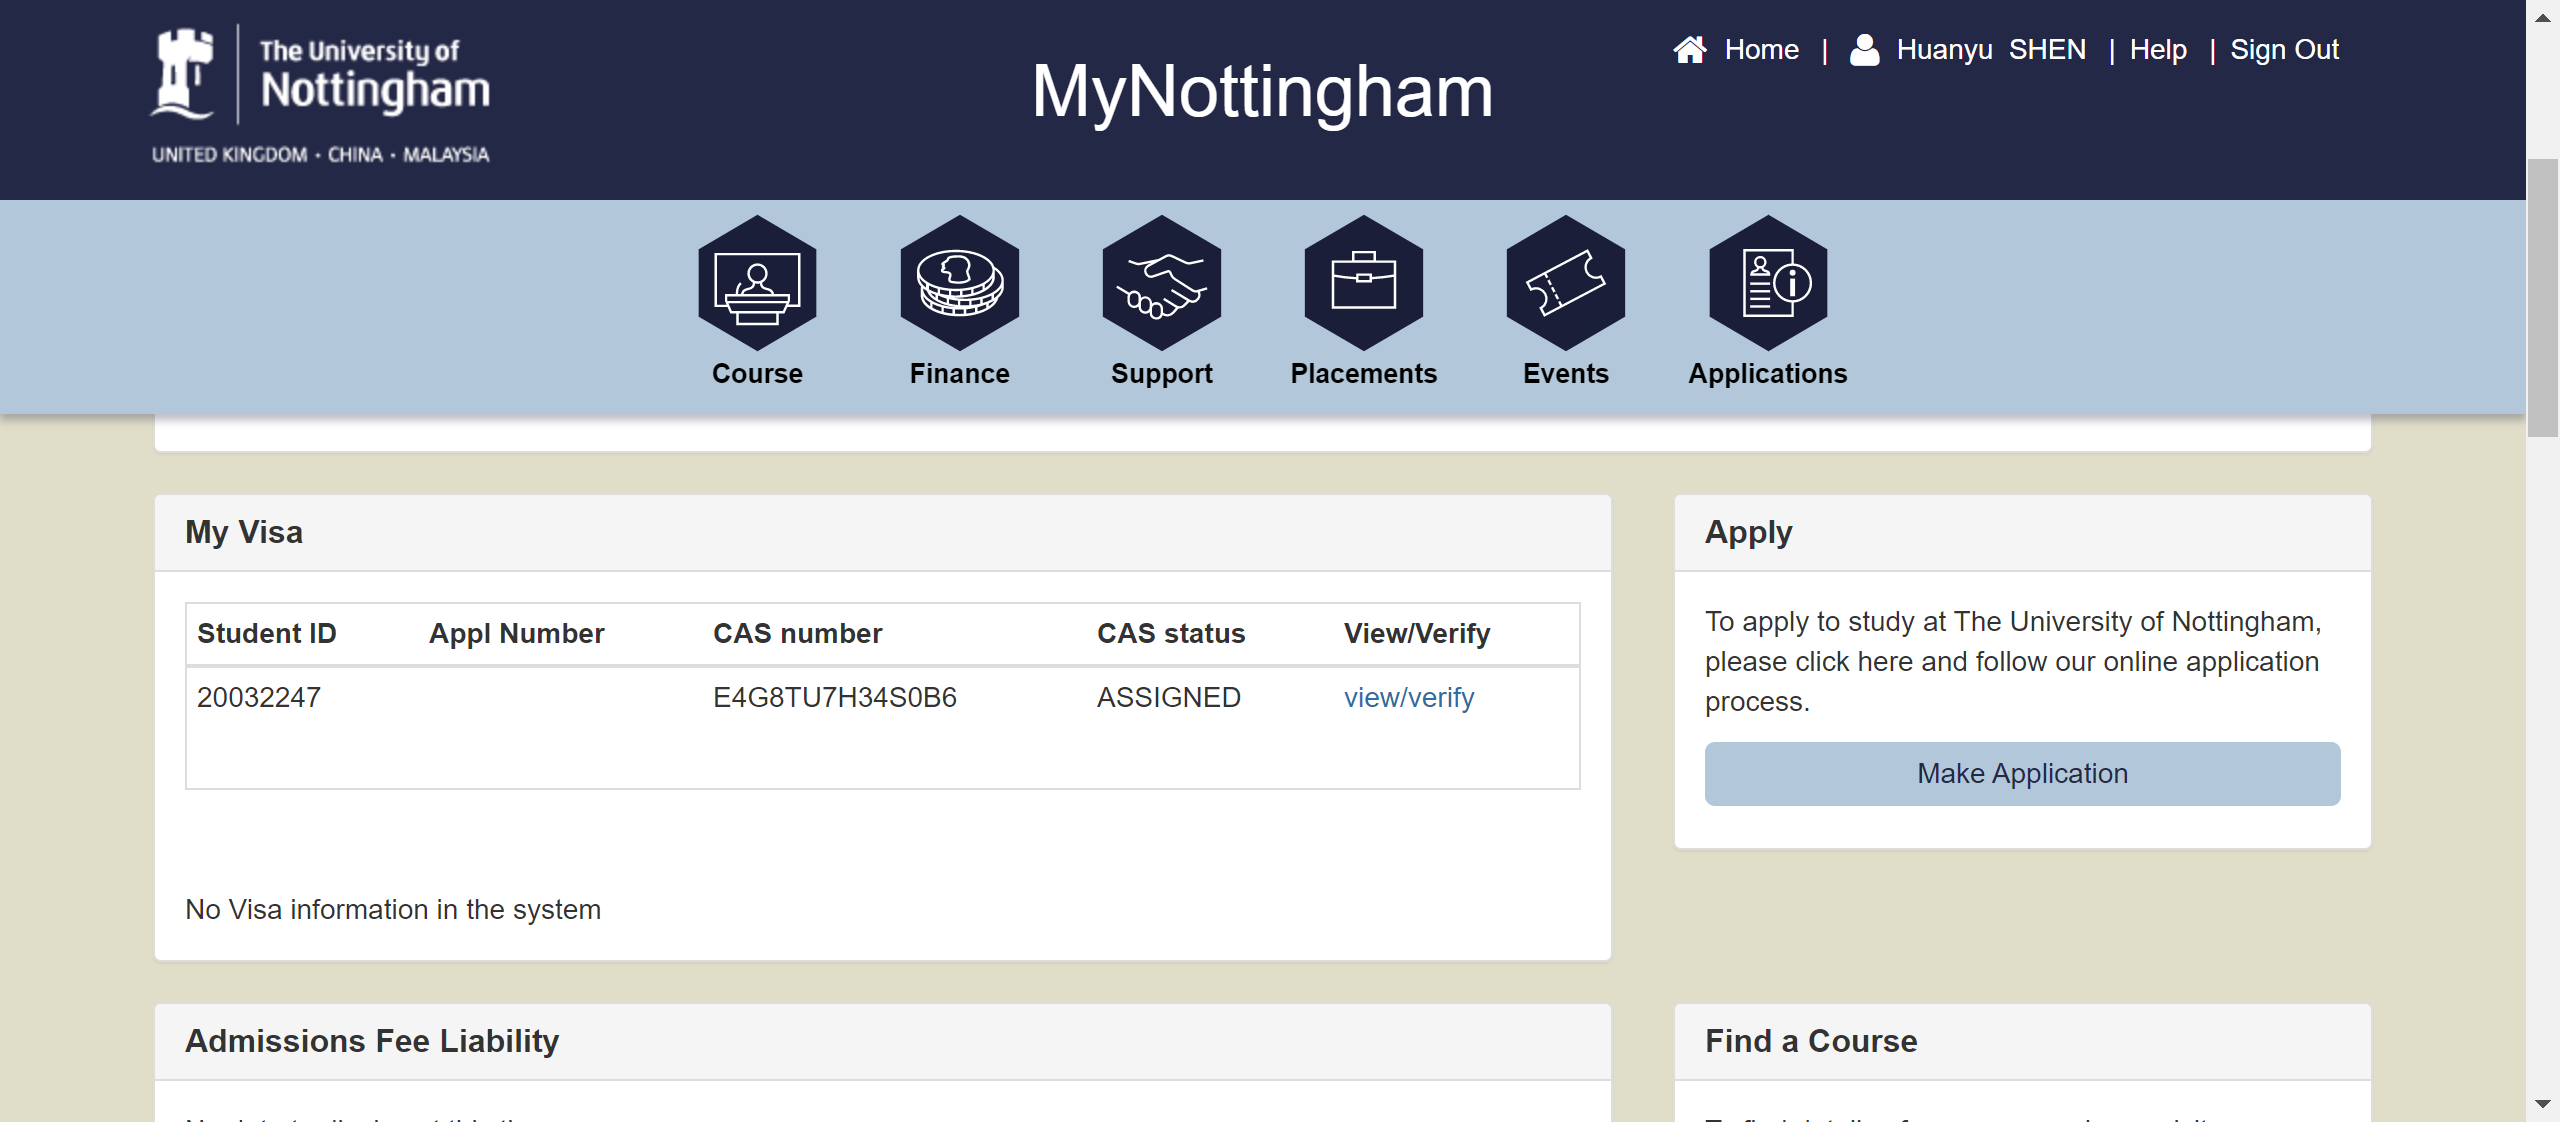 The University of
Nottingham
UNITED KINGDOM · CHINA · MALAYSIA
MyNottingham
Home | Huanyu SHEN | Help | Sign Out
Course Finance Support Placements Events Applications
My Visa
Student ID Appl Number CAS number CAS status View/Verify
20032247 E4G8TU7H34S0B6 ASSIGNED view/verify
No Visa information in the system
Apply
To apply to study at The University of Nottingham,
please click here and follow our online application
process.
Make Application
Admissions Fee Liability
Find a Course